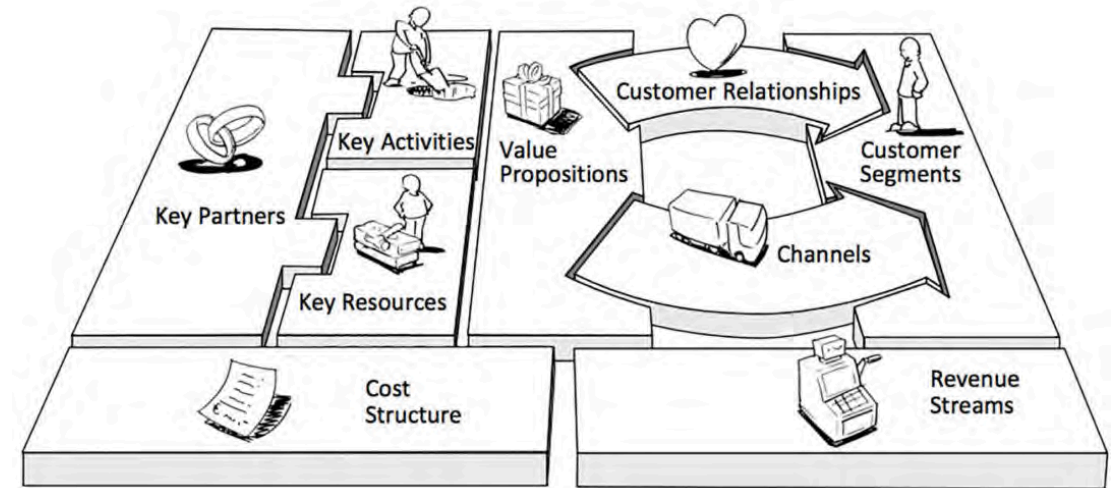 Key Partners
Key Activities
Key Resources
Value
Propositions
Customer Relationships
Channels
Customer
Segments
Cost
Structure
Revenue
Streams